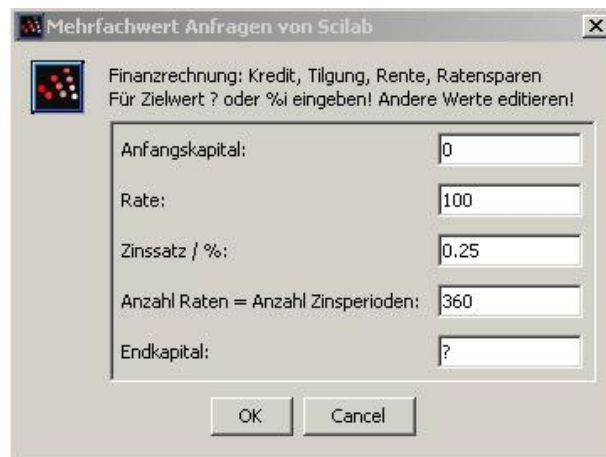 Mehrfachwert Anfragen von Scilab
Finanzrechnung: Kredit, Tilgung, Rente, Ratensparen
Für Zielwert ? oder %i eingeben! Andere Werte editieren!
Anfangskapital: 0
Rate: 100
Zinssatz / %: 0.25
Anzahl Raten = Anzahl Zinsperioden: 360
Endkapital: ?
OK Cancel